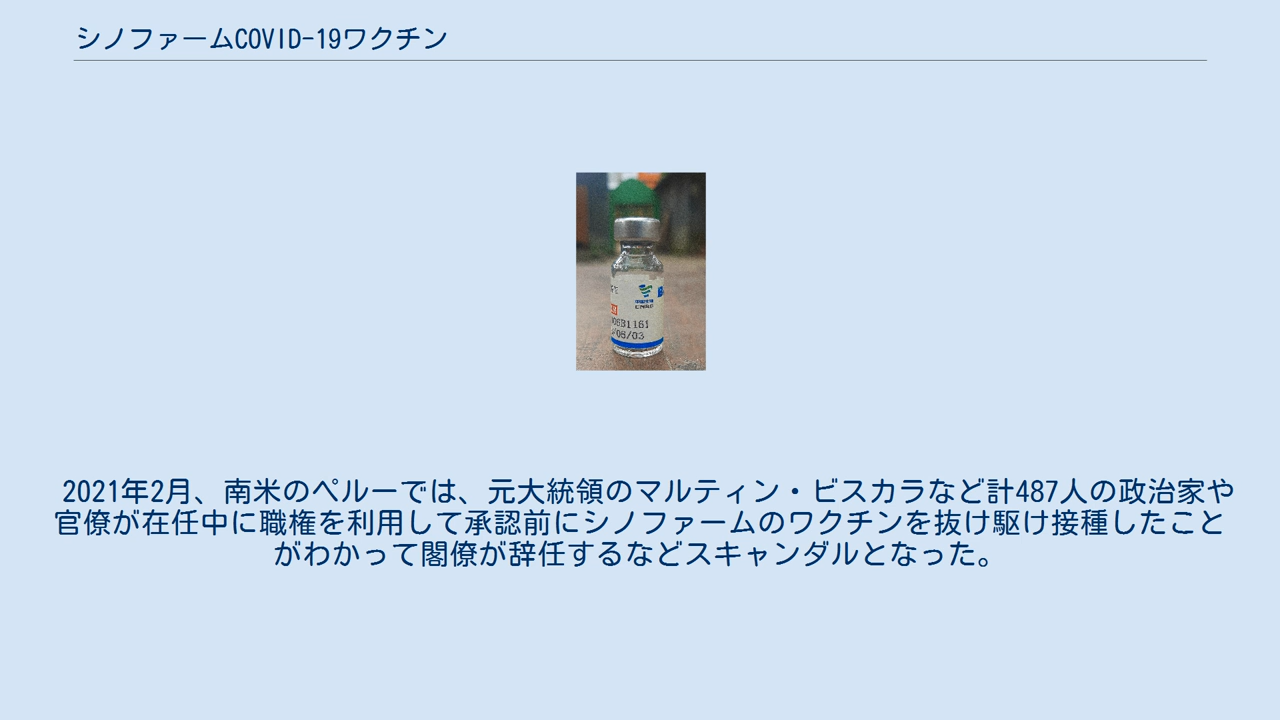 シノファームCOVID-19ワクチン
06B1161
/06/03
2021年2月、南米のペルーでは、元大統領のマルティン・ビスカラなど計487人の政治家や
官僚が在任中に職権を利用して承認前にシノファームのワクチンを抜け駆け接種したこと
がわかって閣僚が辞任するなどスキャンダルとなった。